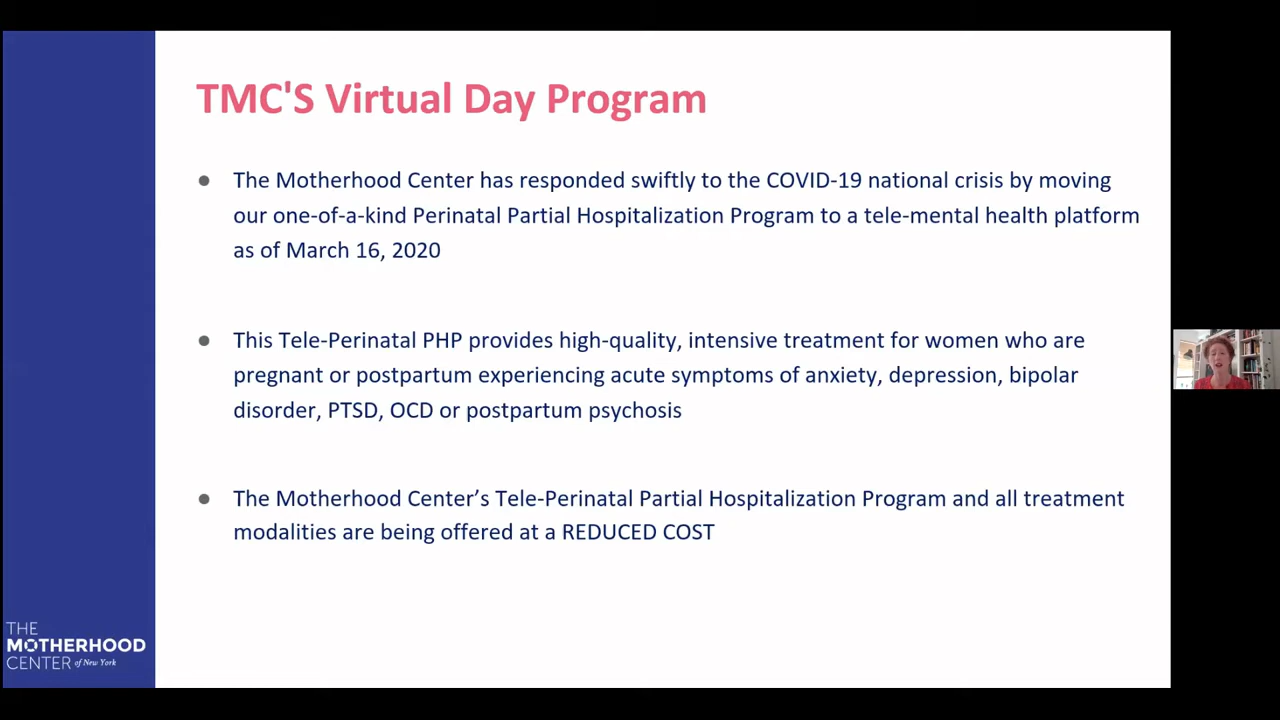 TMC'S Virtual Day Program
● The Motherhood Center has responded swiftly to the COVID-19 national crisis by moving
our one-of-a-kind Perinatal Partial Hospitalization Program to a tele-mental health platform
as of March 16, 2020
● This Tele-Perinatal PHP provides high-quality, intensive treatment for women who are
pregnant or postpartum experiencing acute symptoms of anxiety, depression, bipolar
disorder, PTSD, OCD or postpartum psychosis
● The Motherhood Center’s Tele-Perinatal Partial Hospitalization Program and all treatment
modalities are being offered at a REDUCED COST
THE
MOTHERHOOD
CENTER of New York